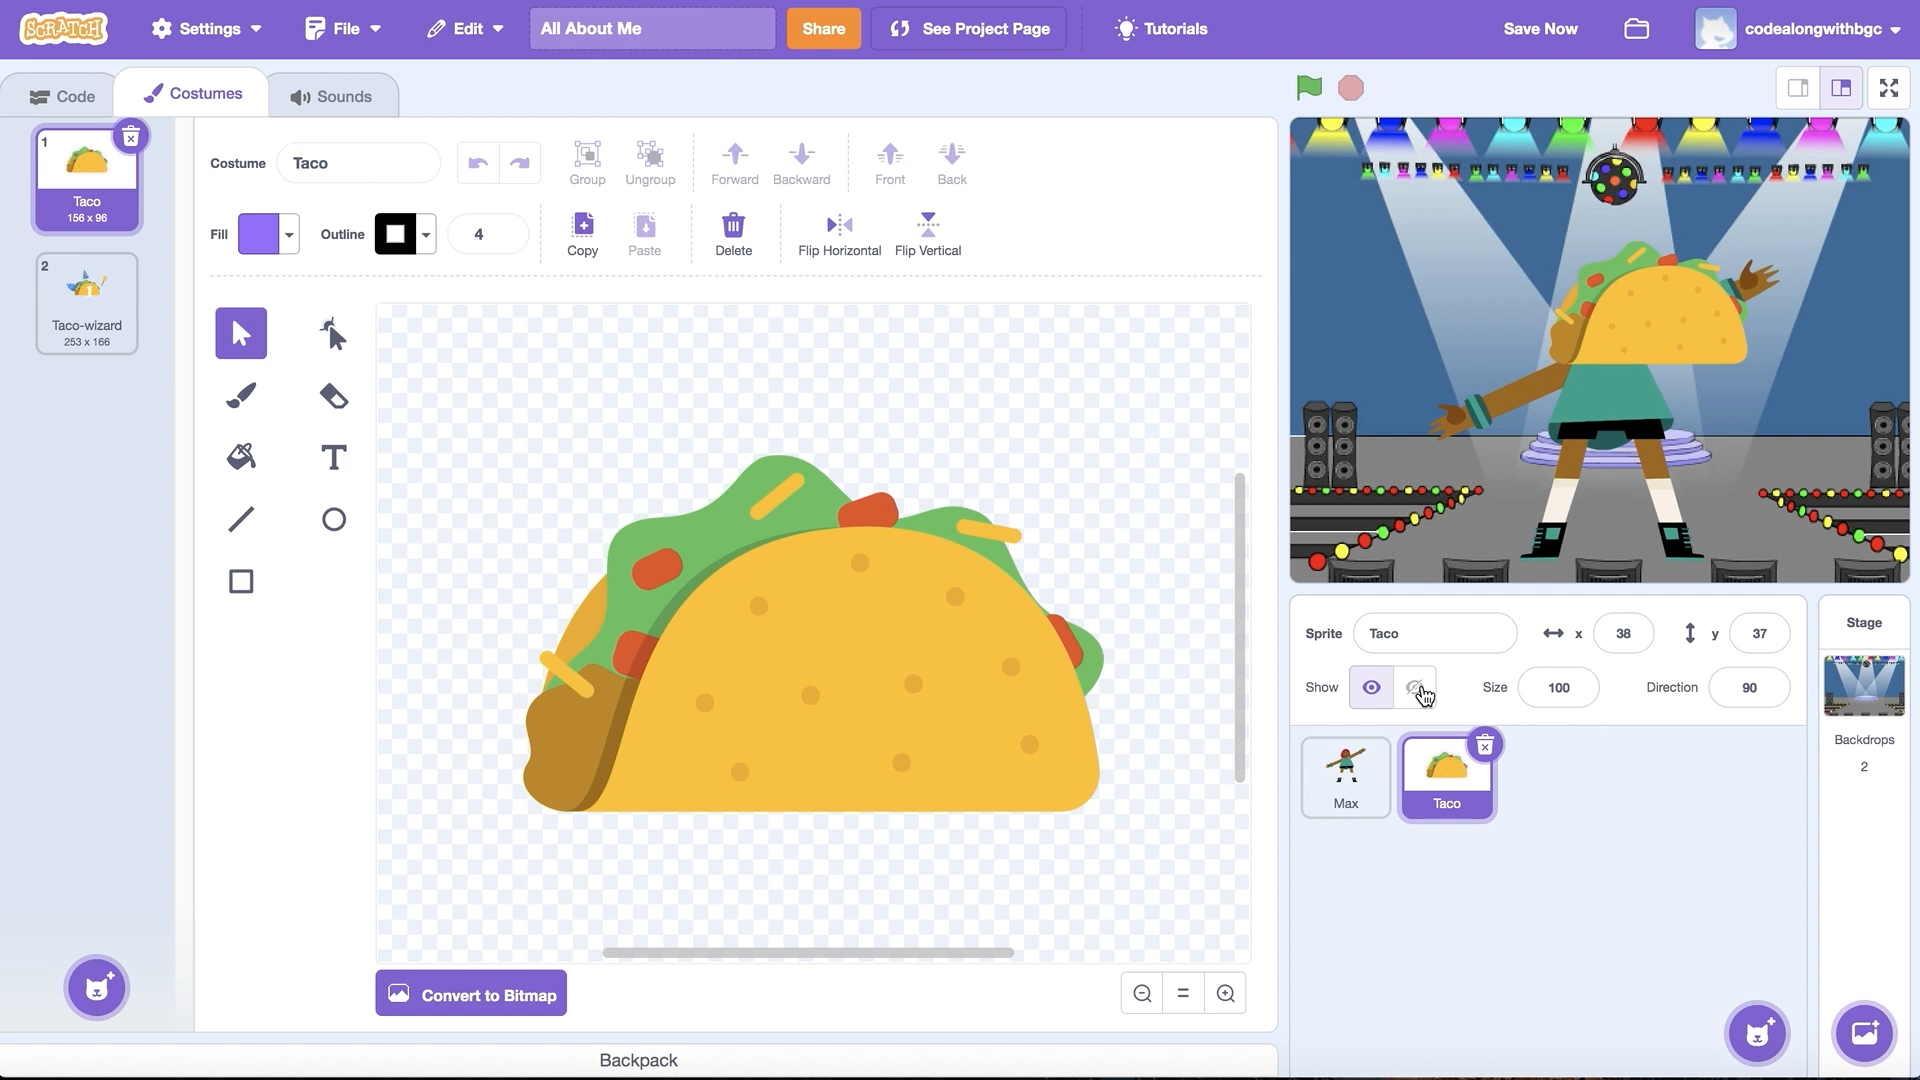 SCRATCH
Settings
File
Edit
All About Me
Share
See Project Page
Tutorials
Save Now
codealongwithbgc
Code
Costumes
Sounds
1
Taco
156 x 96
2
Taco-wizard
253 x 166
Costume
Taco
Group
Ungroup
Forward
Backward
Front
Back
Fill
Outline
4
Copy
Paste
Delete
Flip Horizontal
Flip Vertical
Convert to Bitmap
Backpack
Sprite
Taco
x
38
y
37
Show
Size
100
Direction
90
Max
Taco
Stage
Backdrops
2